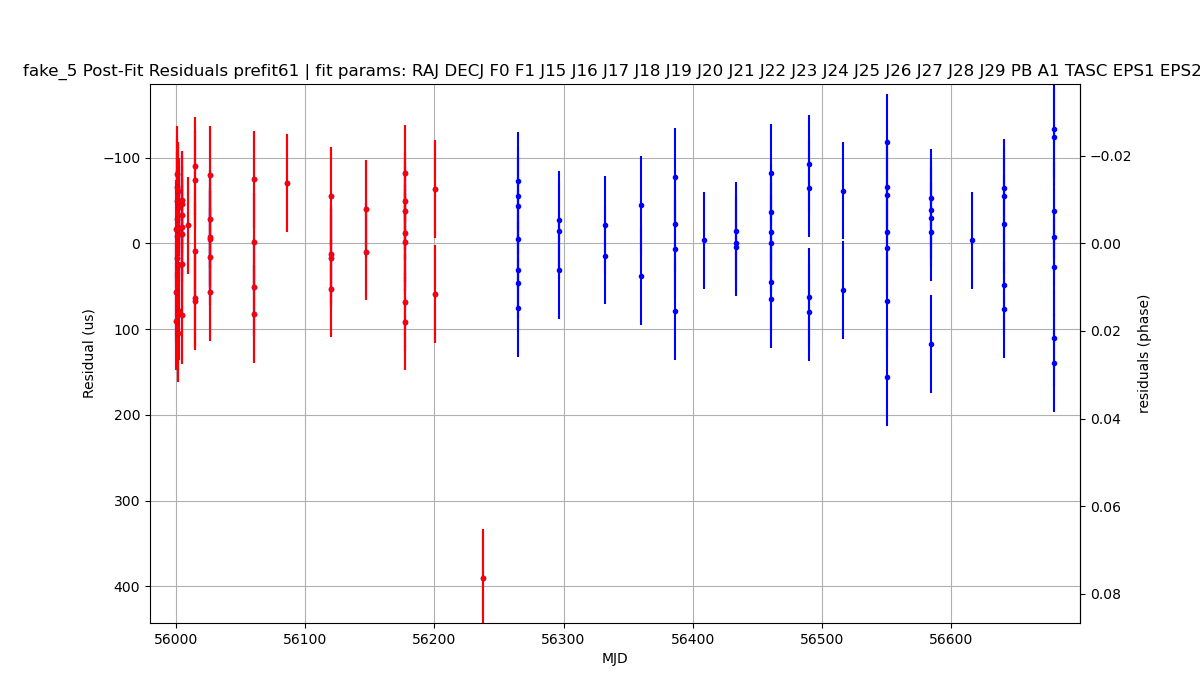 fake_5 Post-Fit Residuals prefit61 | fit params: RAJ DECJ F0 F1 J15 J16 J17 J18 J19 J20 J21 J22 J23 J24 J25 J26 J27 J28 J29 PB A1 TASC EPS1 EPS2
−100
0
100
200
300
400
Residual (us)
−0.02
0.00
0.02
0.04
0.06
0.08
residuals (phase)
56000 56100 56200 56300 56400 56500 56600
MJD